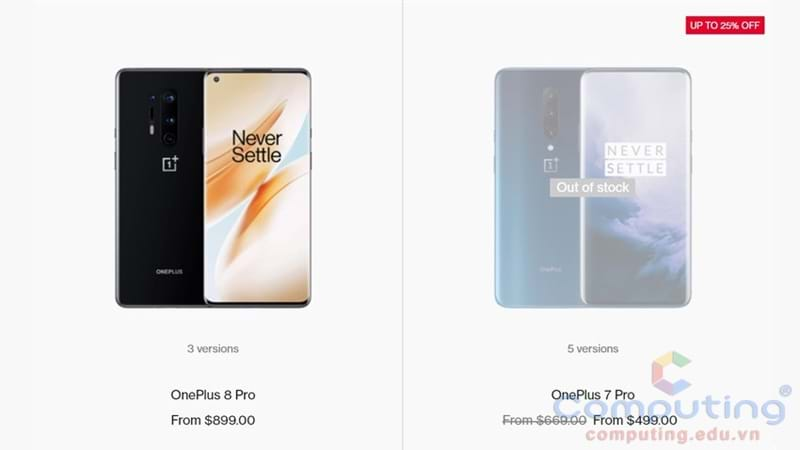 UP TO 25% OFF
Never
Settle
ONEPLUS
3 versions
OnePlus 8 Pro
From $899.00
NEVER
SETTLE
Out of stock
OnePlus
5 versions
OnePlus 7 Pro
From $669.00 From $499.00
Computing®
computing.edu.vn